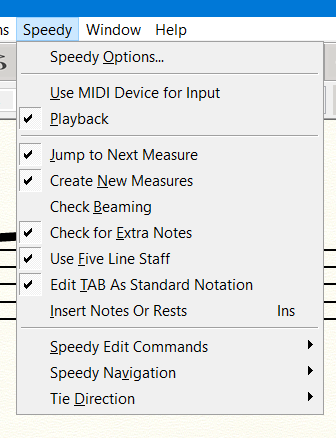 ns Speedy Window Help
Speedy Options...
Use MIDI Device for Input
Playback
Jump to Next Measure
Create New Measures
Check Beaming
Check for Extra Notes
Use Five Line Staff
Edit TAB As Standard Notation
Insert Notes Or Rests Ins
Speedy Edit Commands
Speedy Navigation
Tie Direction